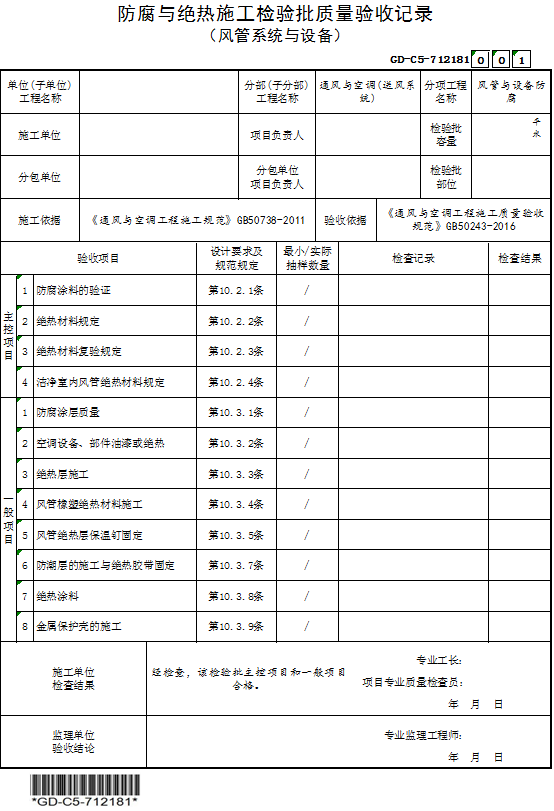 防腐与绝热施工检验批质量验收记录
（风管系统与设备）
GD-C5-712181 0 0 1
单位(子单位)
工程名称
分部(子分部)
工程名称
通风与空调(送风系
统)
分项工程
名称
风管与设备防
腐
施工单位
项目负责人
检验批
容量
平
米
分包单位
分包单位
项目负责人
检验批
部位
施工依据
《通风与空调工程施工规范》GB50738-2011
验收依据
《通风与空调工程施工质量验收
规范》GB50243-2016
验收项目
设计要求及
规范规定
最小/实际
抽样数量
检查记录
检查结果
主控项目
1 防腐涂料的验证 第10.2.1条 /
2 绝热材料规定 第10.2.2条 /
3 绝热材料复验规定 第10.2.3条 /
4 洁净室内风管绝热材料规定 第10.2.4条 /
一般项目
1 防腐涂层质量 第10.3.1条 /
2 空调设备、部件油漆或绝热 第10.3.2条 /
3 绝热层施工 第10.3.3条 /
4 风管橡塑绝热材料施工 第10.3.4条 /
5 风管绝热层保温钉固定 第10.3.5条 /
6 防潮层的施工与绝热胶带固定 第10.3.7条 /
7 绝热涂料 第10.3.8条 /
8 金属保护壳的施工 第10.3.9条 /
施工单位
检查结果
经检查，该检验批主控项目和一般项目
合格。
专业工长：
项目专业质量检查员：
年 月 日
监理单位
验收结论
专业监理工程师：
年 月 日
*GD-C5-712181*